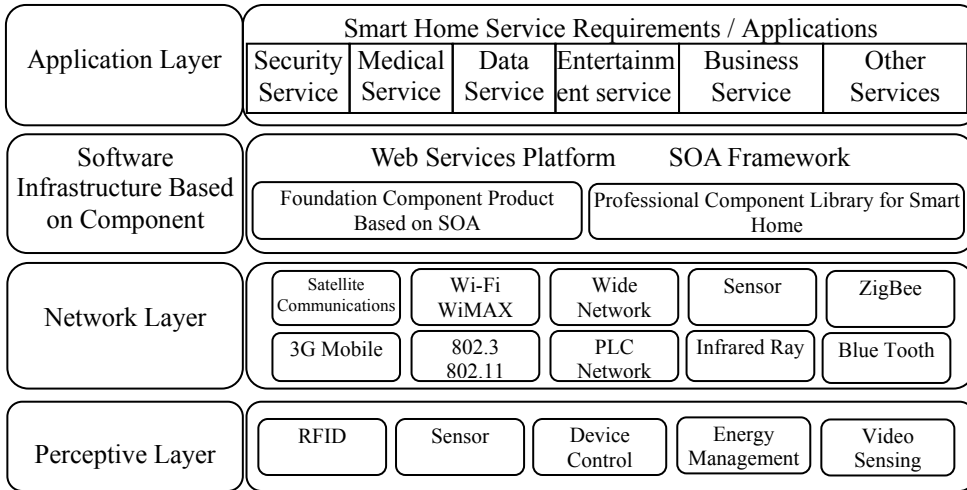 Application Layer
Smart Home Service Requirements / Applications
Security
Service
Medical
Service
Data
Service
Entertainm
ent service
Business
Service
Other
Services
Software
Infrastructure Based
on Component
Web Services Platform SOA Framework
Foundation Component Product
Based on SOA
Professional Component Library for Smart
Home
Network Layer
Satellite
Communications
Wi-Fi
WiMAX
Wide
Network
Sensor
ZigBee
3G Mobile
802.3
802.11
PLC
Network
Infrared Ray
Blue Tooth
Perceptive Layer
RFID
Sensor
Device
Control
Energy
Management
Video
Sensing